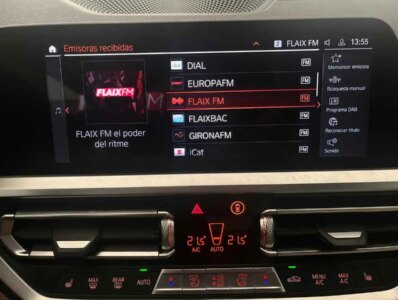 Emisoras recibidas
2 FLAIX FM
13:55
DIAL FM
EUROPAFM FM
FLAIX FM FM
FLAIXBAC FM
GIRONAFM FM
iCat FM
FLAIXFM
FLAIX FM el poder
del ritme
Memorizar emisora
Búsqueda manual
Programa DAB
Reconocer título
Sonido
21.5° 21.5°
A/C AUTO A/C
MAX
A/C
REAR
AUTO
MENU
A/C
MAX
A/C